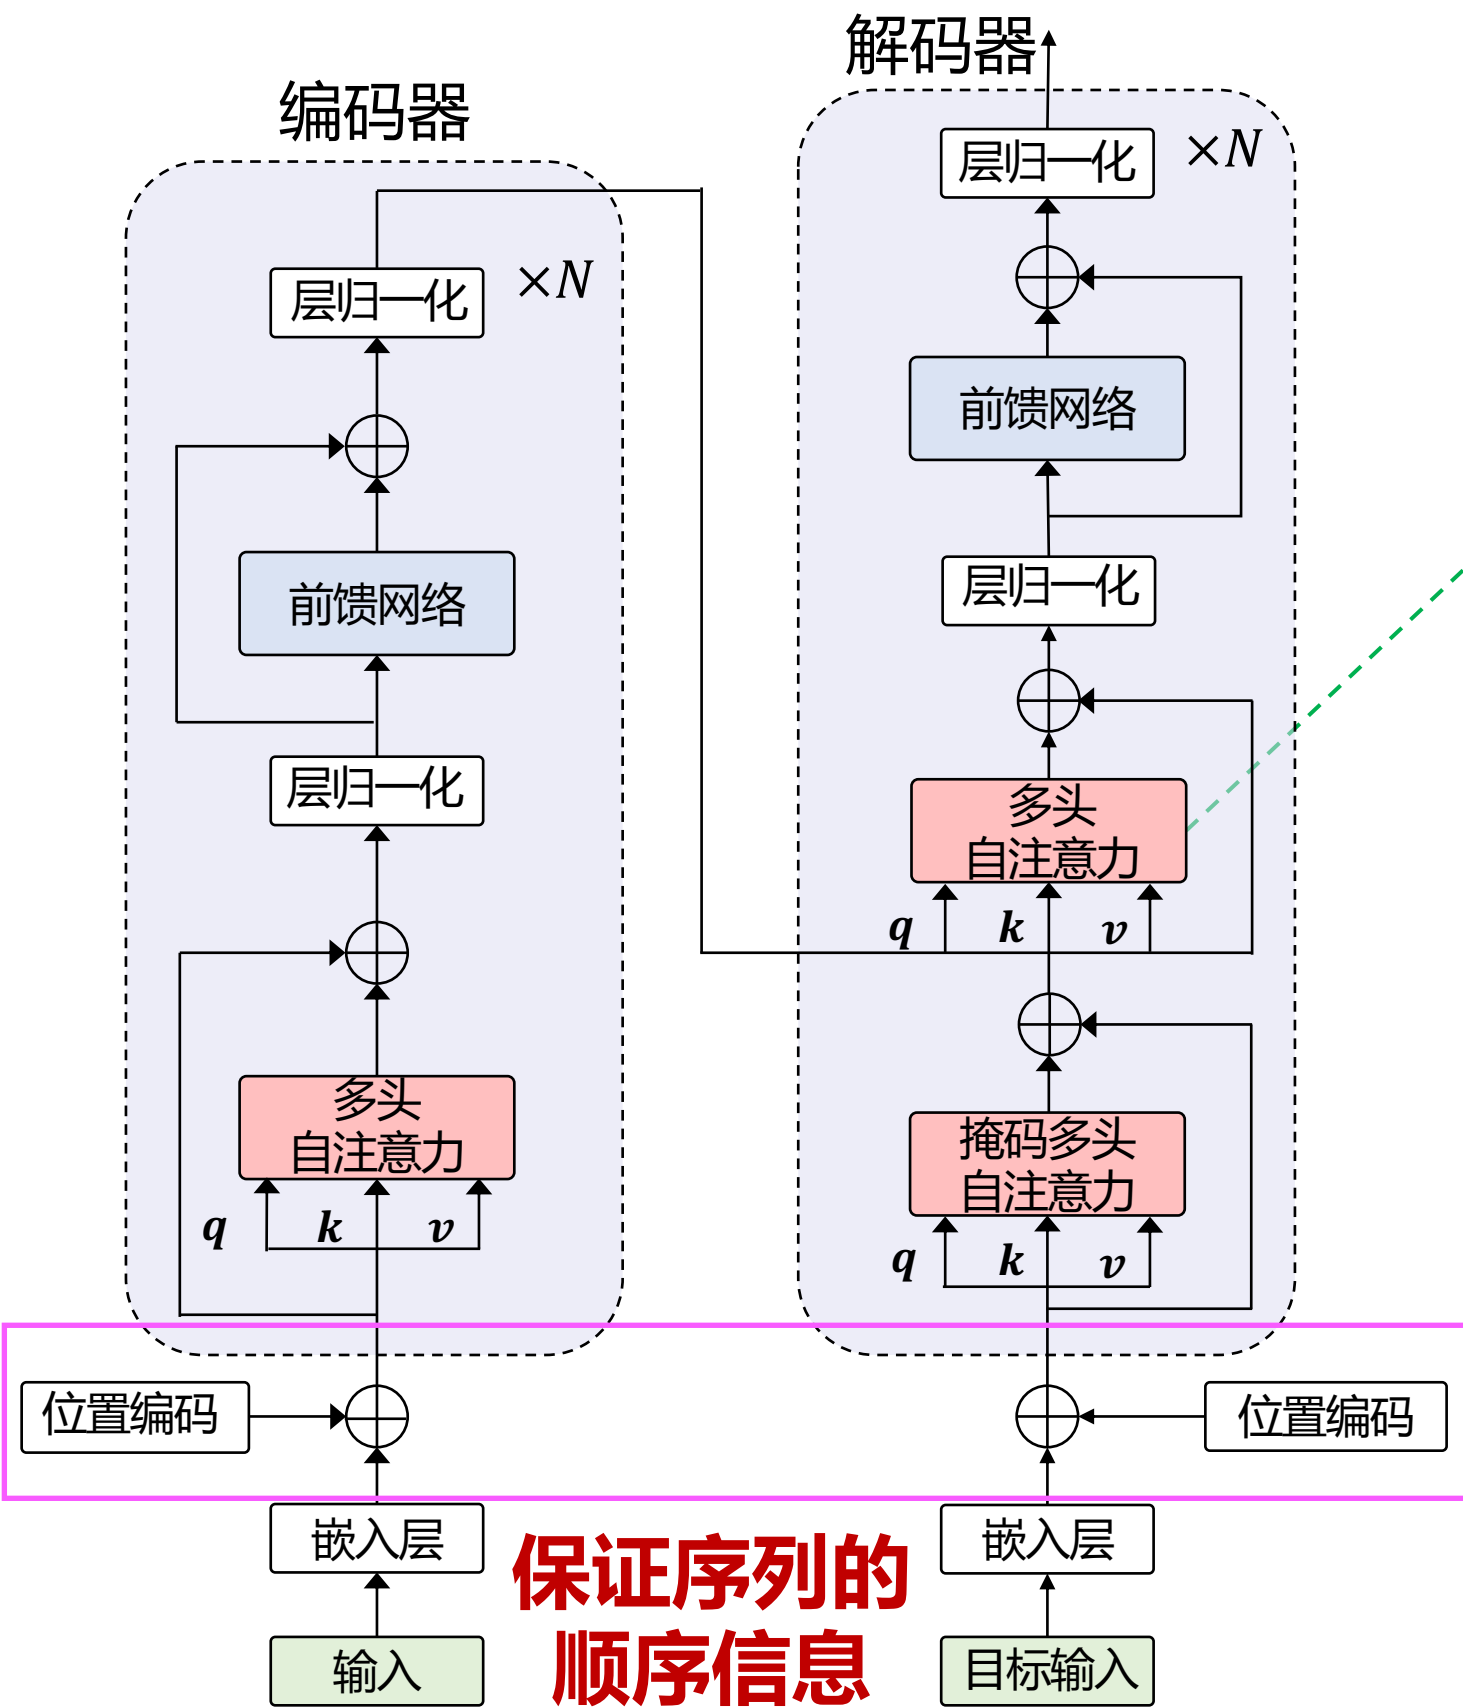 编码器
×N
层归一化
前馈网络
层归一化
多头
自注意力
q k v
位置编码
嵌入层
输入
解码器
×N
层归一化
前馈网络
层归一化
多头
自注意力
q k v
掩码多头
自注意力
q k v
位置编码
嵌入层
目标输入
保证序列的
顺序信息